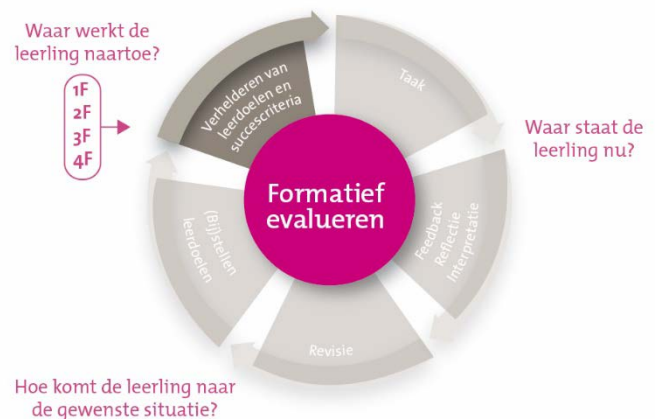 Waar werkt de
leerling naartoe?
1F
2F
3F
4F
Verhelderen van
leerdoelen en
succescriteria
Taak
Waar staat de
leerling nu?
Formatief
evalueren
Feedback
Reflectie
Interpretatie
(Bij)stellen
leerdoelen
Revisie
Hoe komt de leerling naar
de gewenste situatie?